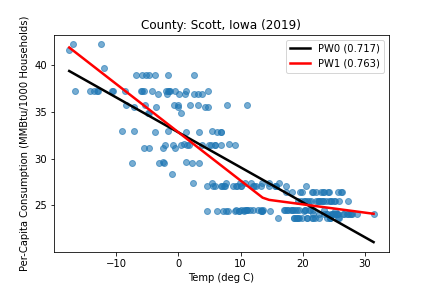 County: Scott, Iowa (2019)
PW0 (0.717)
PW1 (0.763)
Per-Capita Consumption (MMBtu/1000 Households)
40
35
30
25
−10
0
10
20
30
Temp (deg C)